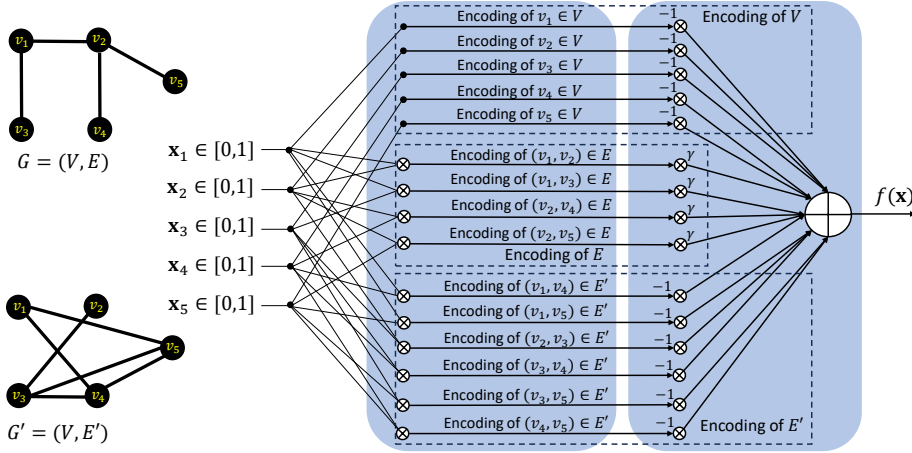 v₁
v₂
v₅
v₃
v₄
G = (V, E)
v₁
v₂
v₅
v₃
v₄
G′ = (V, E′)
𝐱₁ ∈ [0,1]
𝐱₂ ∈ [0,1]
𝐱₃ ∈ [0,1]
𝐱₄ ∈ [0,1]
𝐱₅ ∈ [0,1]
Encoding of v₁ ∈ V
−1
Encoding of V
Encoding of v₂ ∈ V
−1
Encoding of v₃ ∈ V
−1
Encoding of v₄ ∈ V
−1
Encoding of v₅ ∈ V
−1
Encoding of (v₁, v₂) ∈ E
γ
Encoding of (v₁, v₃) ∈ E
γ
Encoding of (v₂, v₄) ∈ E
γ
Encoding of (v₂, v₅) ∈ E
γ
Encoding of E
Encoding of (v₁, v₄) ∈ E′
−1
Encoding of (v₁, v₅) ∈ E′
−1
Encoding of (v₂, v₃) ∈ E′
−1
Encoding of (v₃, v₄) ∈ E′
−1
Encoding of (v₃, v₅) ∈ E′
−1
Encoding of (v₄, v₅) ∈ E′
−1
Encoding of E′
f(𝐱)